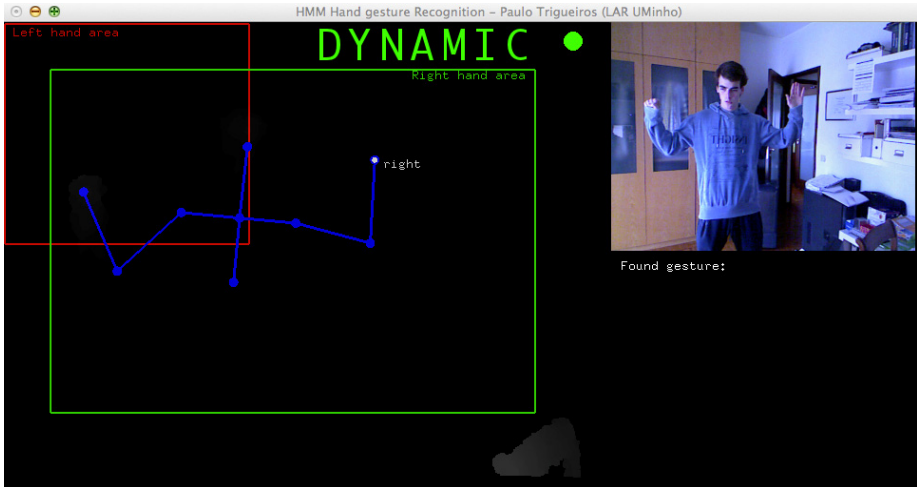 HMM Hand gesture Recognition - Paulo Trigueiros (LAR UMinho)
Left hand area
DYNAMIC
Right hand area
right
Found gesture: